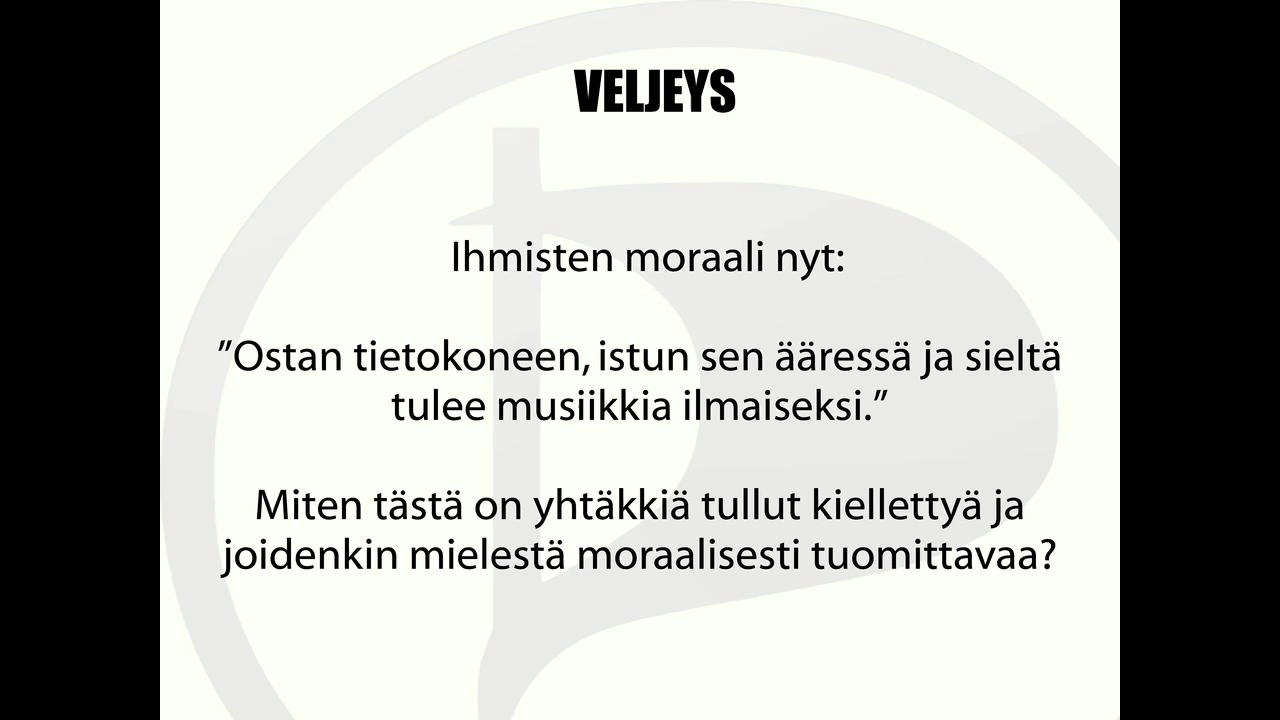 VELJEYS
Ihmisten moraali nyt:
”Ostan tietokoneen, istun sen ääressä ja sieltä
tulee musiikkia ilmaiseksi.”
Miten tästä on yhtäkkiä tullut kiellettyä ja
joidenkin mielestä moraalisesti tuomittavaa?